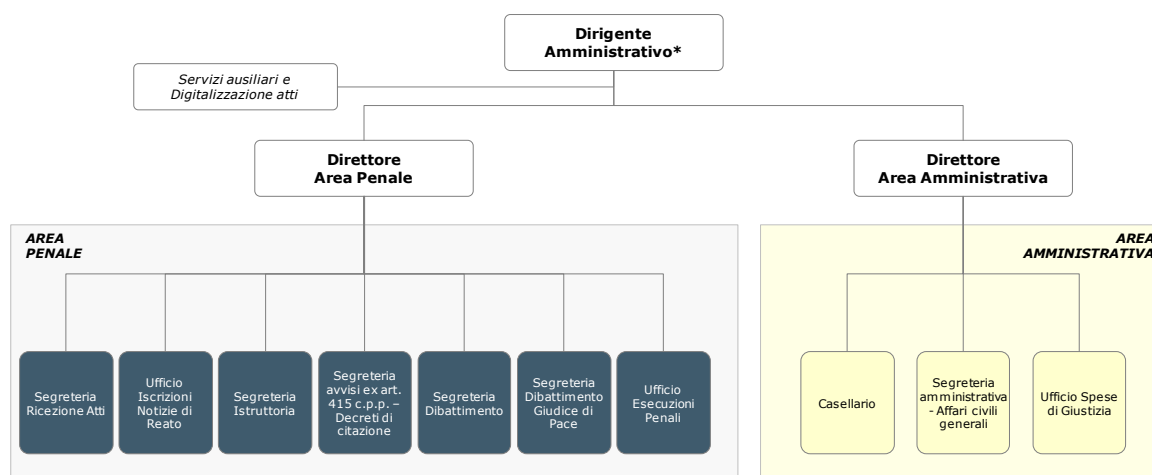 Dirigente
Amministrativo*
Servizi ausiliari e
Digitalizzazione atti
Direttore
Area Penale
Direttore
Area Amministrativa
AREA
PENALE
AREA
AMMINISTRATIVA
Segreteria
Ricezione Atti
Ufficio
Iscrizioni
Notizie di
Reato
Segreteria
Istruttoria
Segreteria
avvisi ex art.
415 c.p.p. –
Decreti di
citazione
Segreteria
Dibattimento
Segreteria
Dibattimento
Giudice di
Pace
Ufficio
Esecuzioni
Penali
Casellario
Segreteria
amministrativa
- Affari civili
generali
Ufficio Spese
di Giustizia